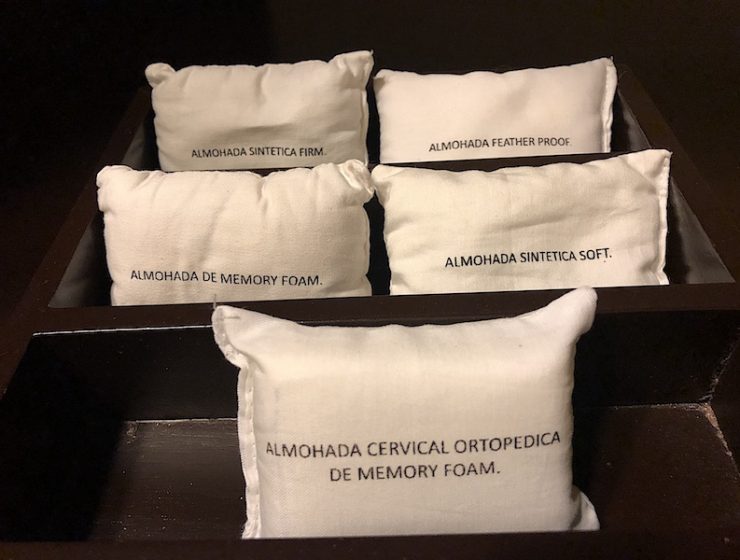 ALMOHADA SINTETICA FIRM.
ALMOHADA FEATHER PROOF.
ALMOHADA DE MEMORY FOAM.
ALMOHADA SINTETICA SOFT.
ALMOHADA CERVICAL ORTOPEDICA
DE MEMORY FOAM.